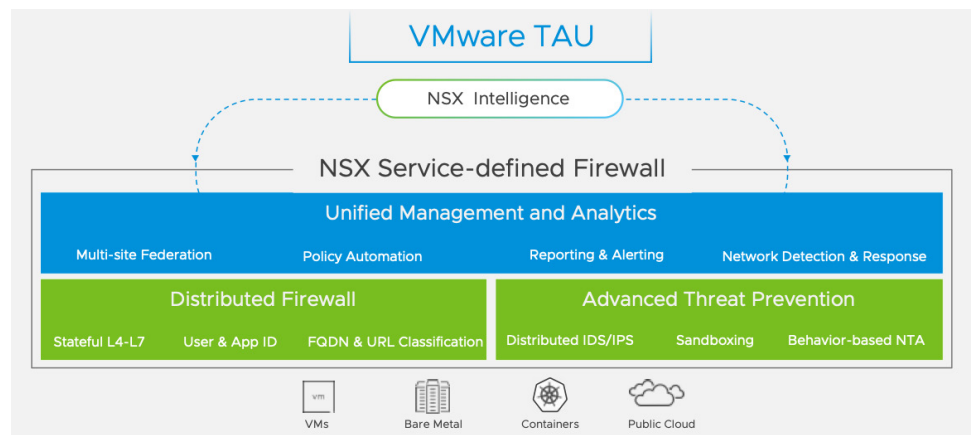 VMware TAU
NSX Intelligence
NSX Service-defined Firewall
Unified Management and Analytics
Multi-site Federation Policy Automation Reporting & Alerting Network Detection & Response
Distributed Firewall
Stateful L4-L7 User & App ID FQDN & URL Classification
Advanced Threat Prevention
Distributed IDS/IPS Sandboxing Behavior-based NTA
vm
VMs Bare Metal Containers Public Cloud